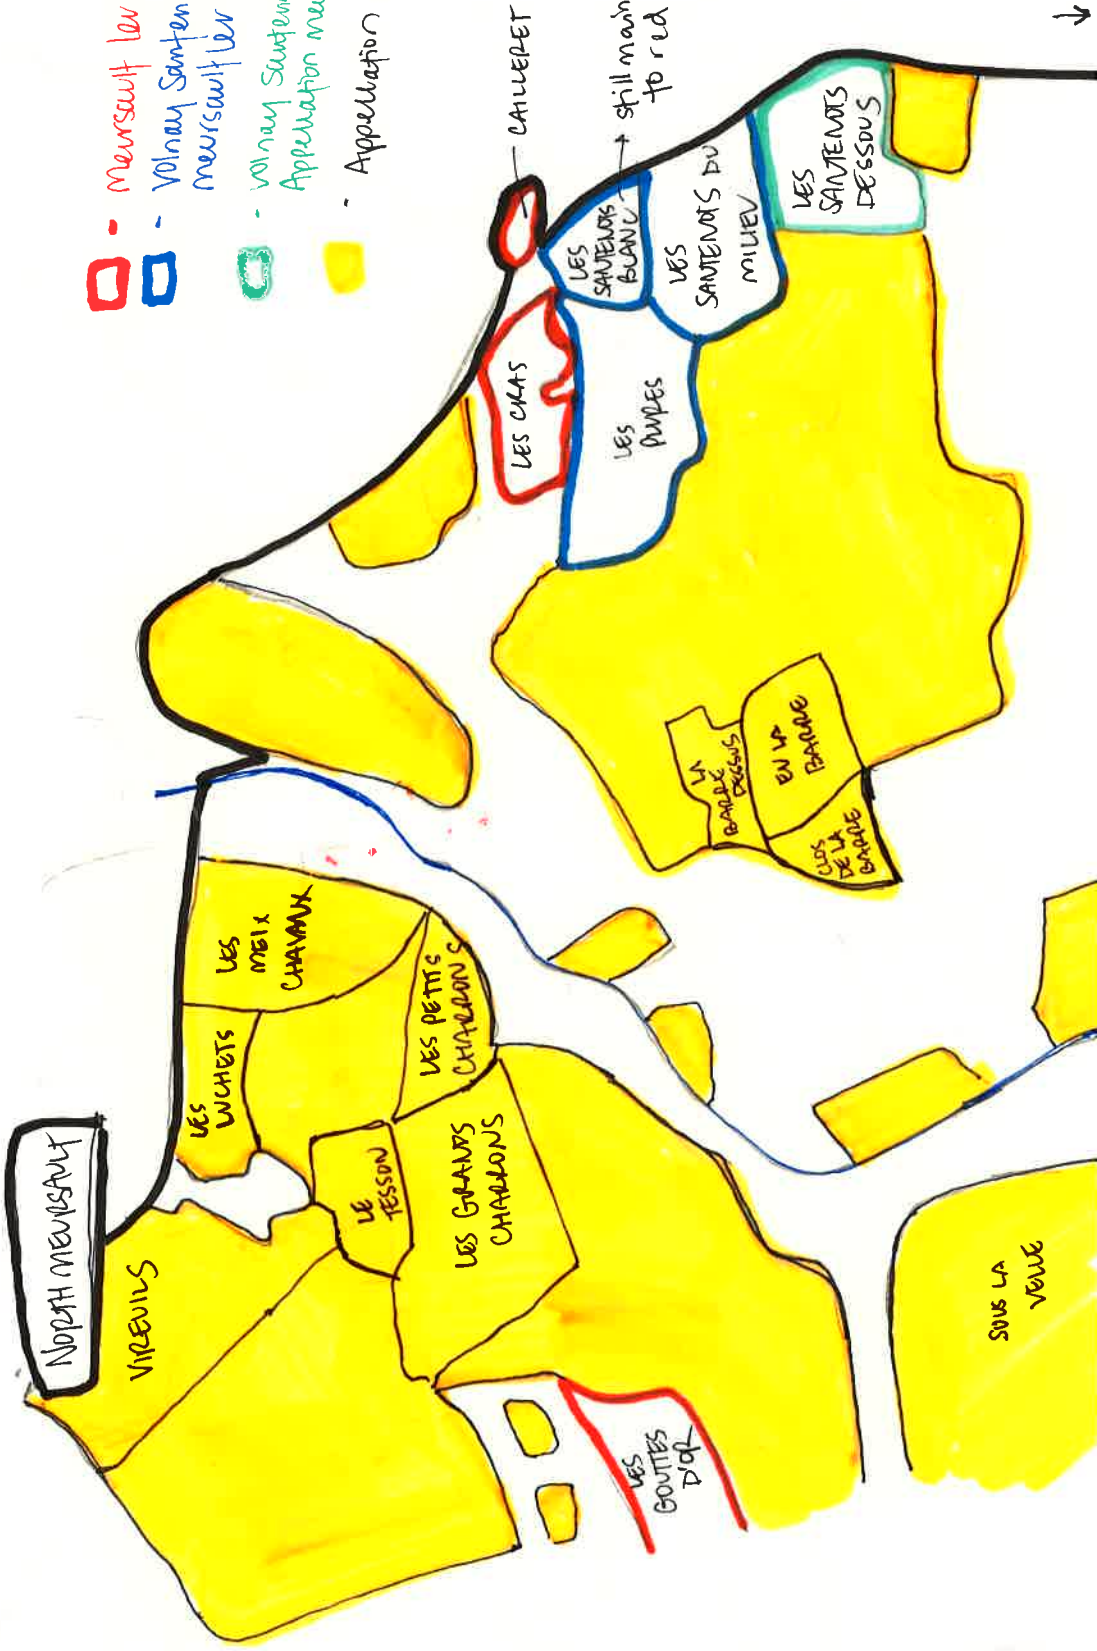 - meursault 1er
- volnay Santen
meursault 1er
- volnay Santen
Appellation meu
- Appellation
CAILLERET
still main
to red
LES
SANTENOTS
BLANC
LES
SANTENOTS DU
MILIEU
LES
SANTENOTS
DESSOUS
LES CRAS
LES
PLURES
LA
BARRE
DESSUS
EN LA
BARRE
CLOS
DE LA
BARRE
NORTH MEURSAULT
VIREUILS
LES
LUCHETS
LES
MEIX
CHAVAUX
LES PETITS
CHARRONS
LE
TESSON
LES GRANDS
CHARRONS
LES
GOUTTES
D'OR
SOUS LA
VELLE